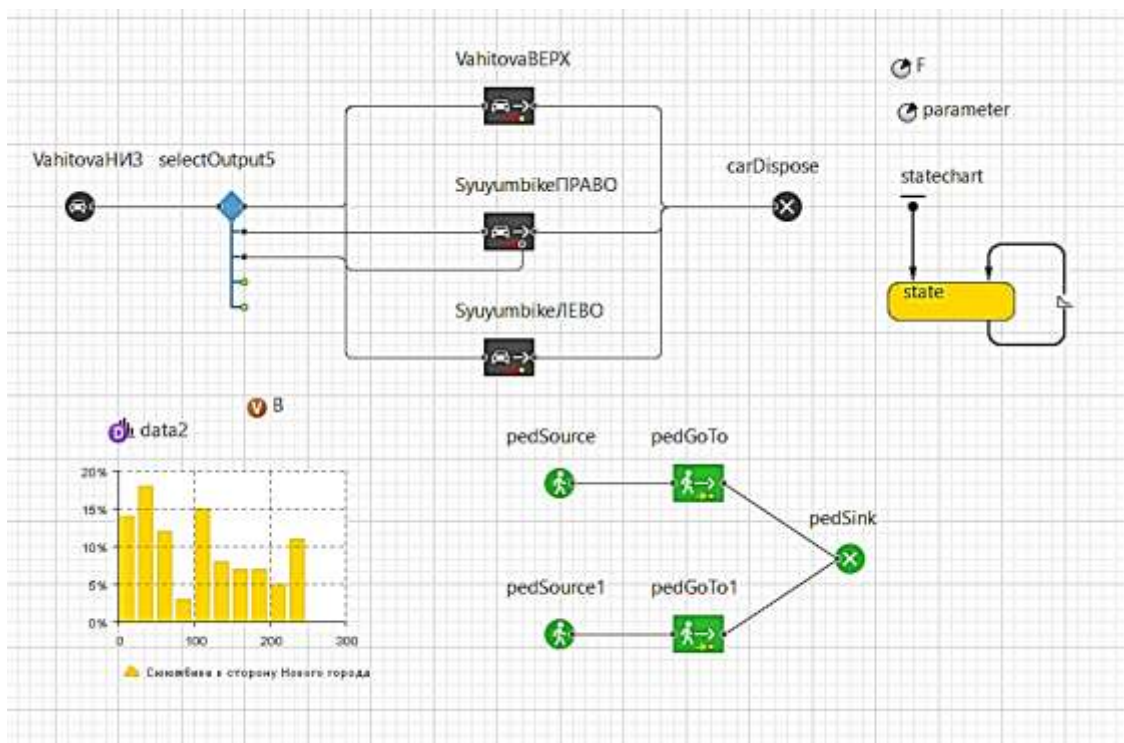 VahitovaВЕРХ
F
parameter
VahitovaНИЗ selectOutput5
SyuyumbikeПРАВО
carDispose
statechart
state
SyuyumbikeЛЕВО
V B
D data2
pedSource pedGoTo
20%
15%
pedSink
10%
5%
pedSource1 pedGoTo1
0%
0 100 200 300
в сторону Нового города